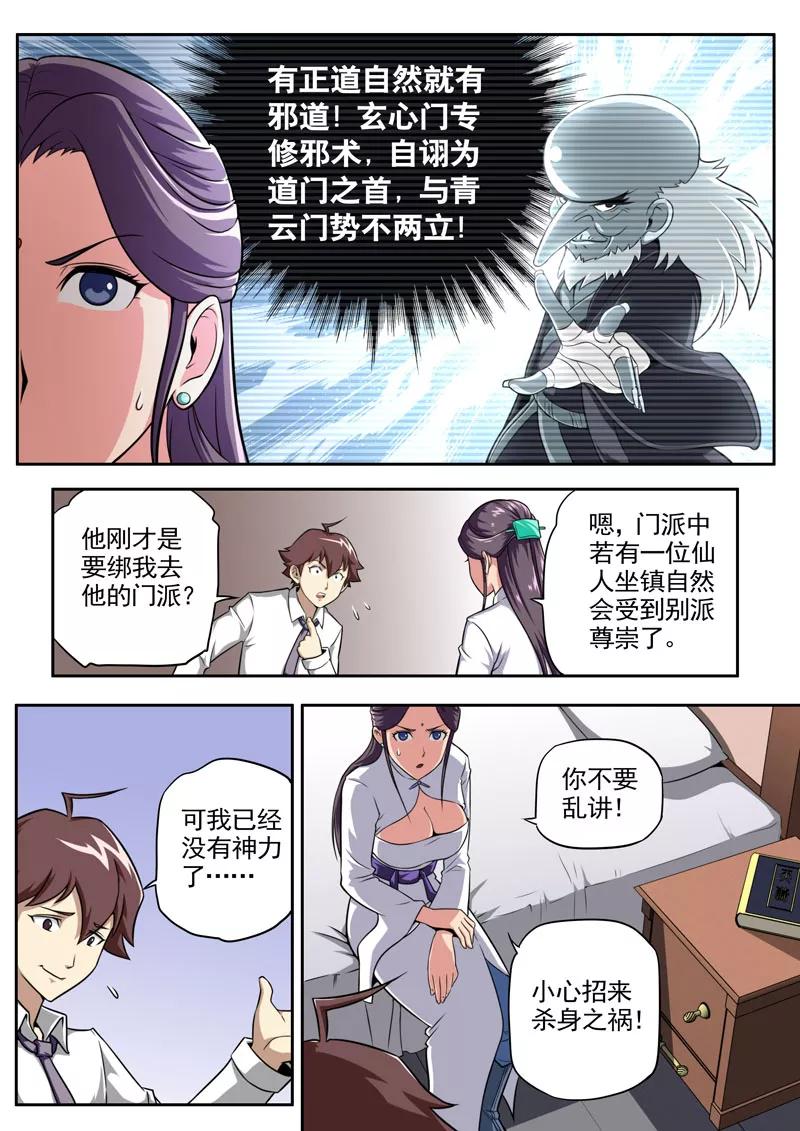 有正道自然就有
邪道！玄心门专
修邪术，自诩为
道门之首，与青
云门势不两立！
他刚才是
要绑我去
他的门派？
嗯，门派中
若有一位仙
人坐镇自然
会受到别派
尊崇了。
可我已经
没有神力
了……
你不要
乱讲！
小心招来
杀身之祸！